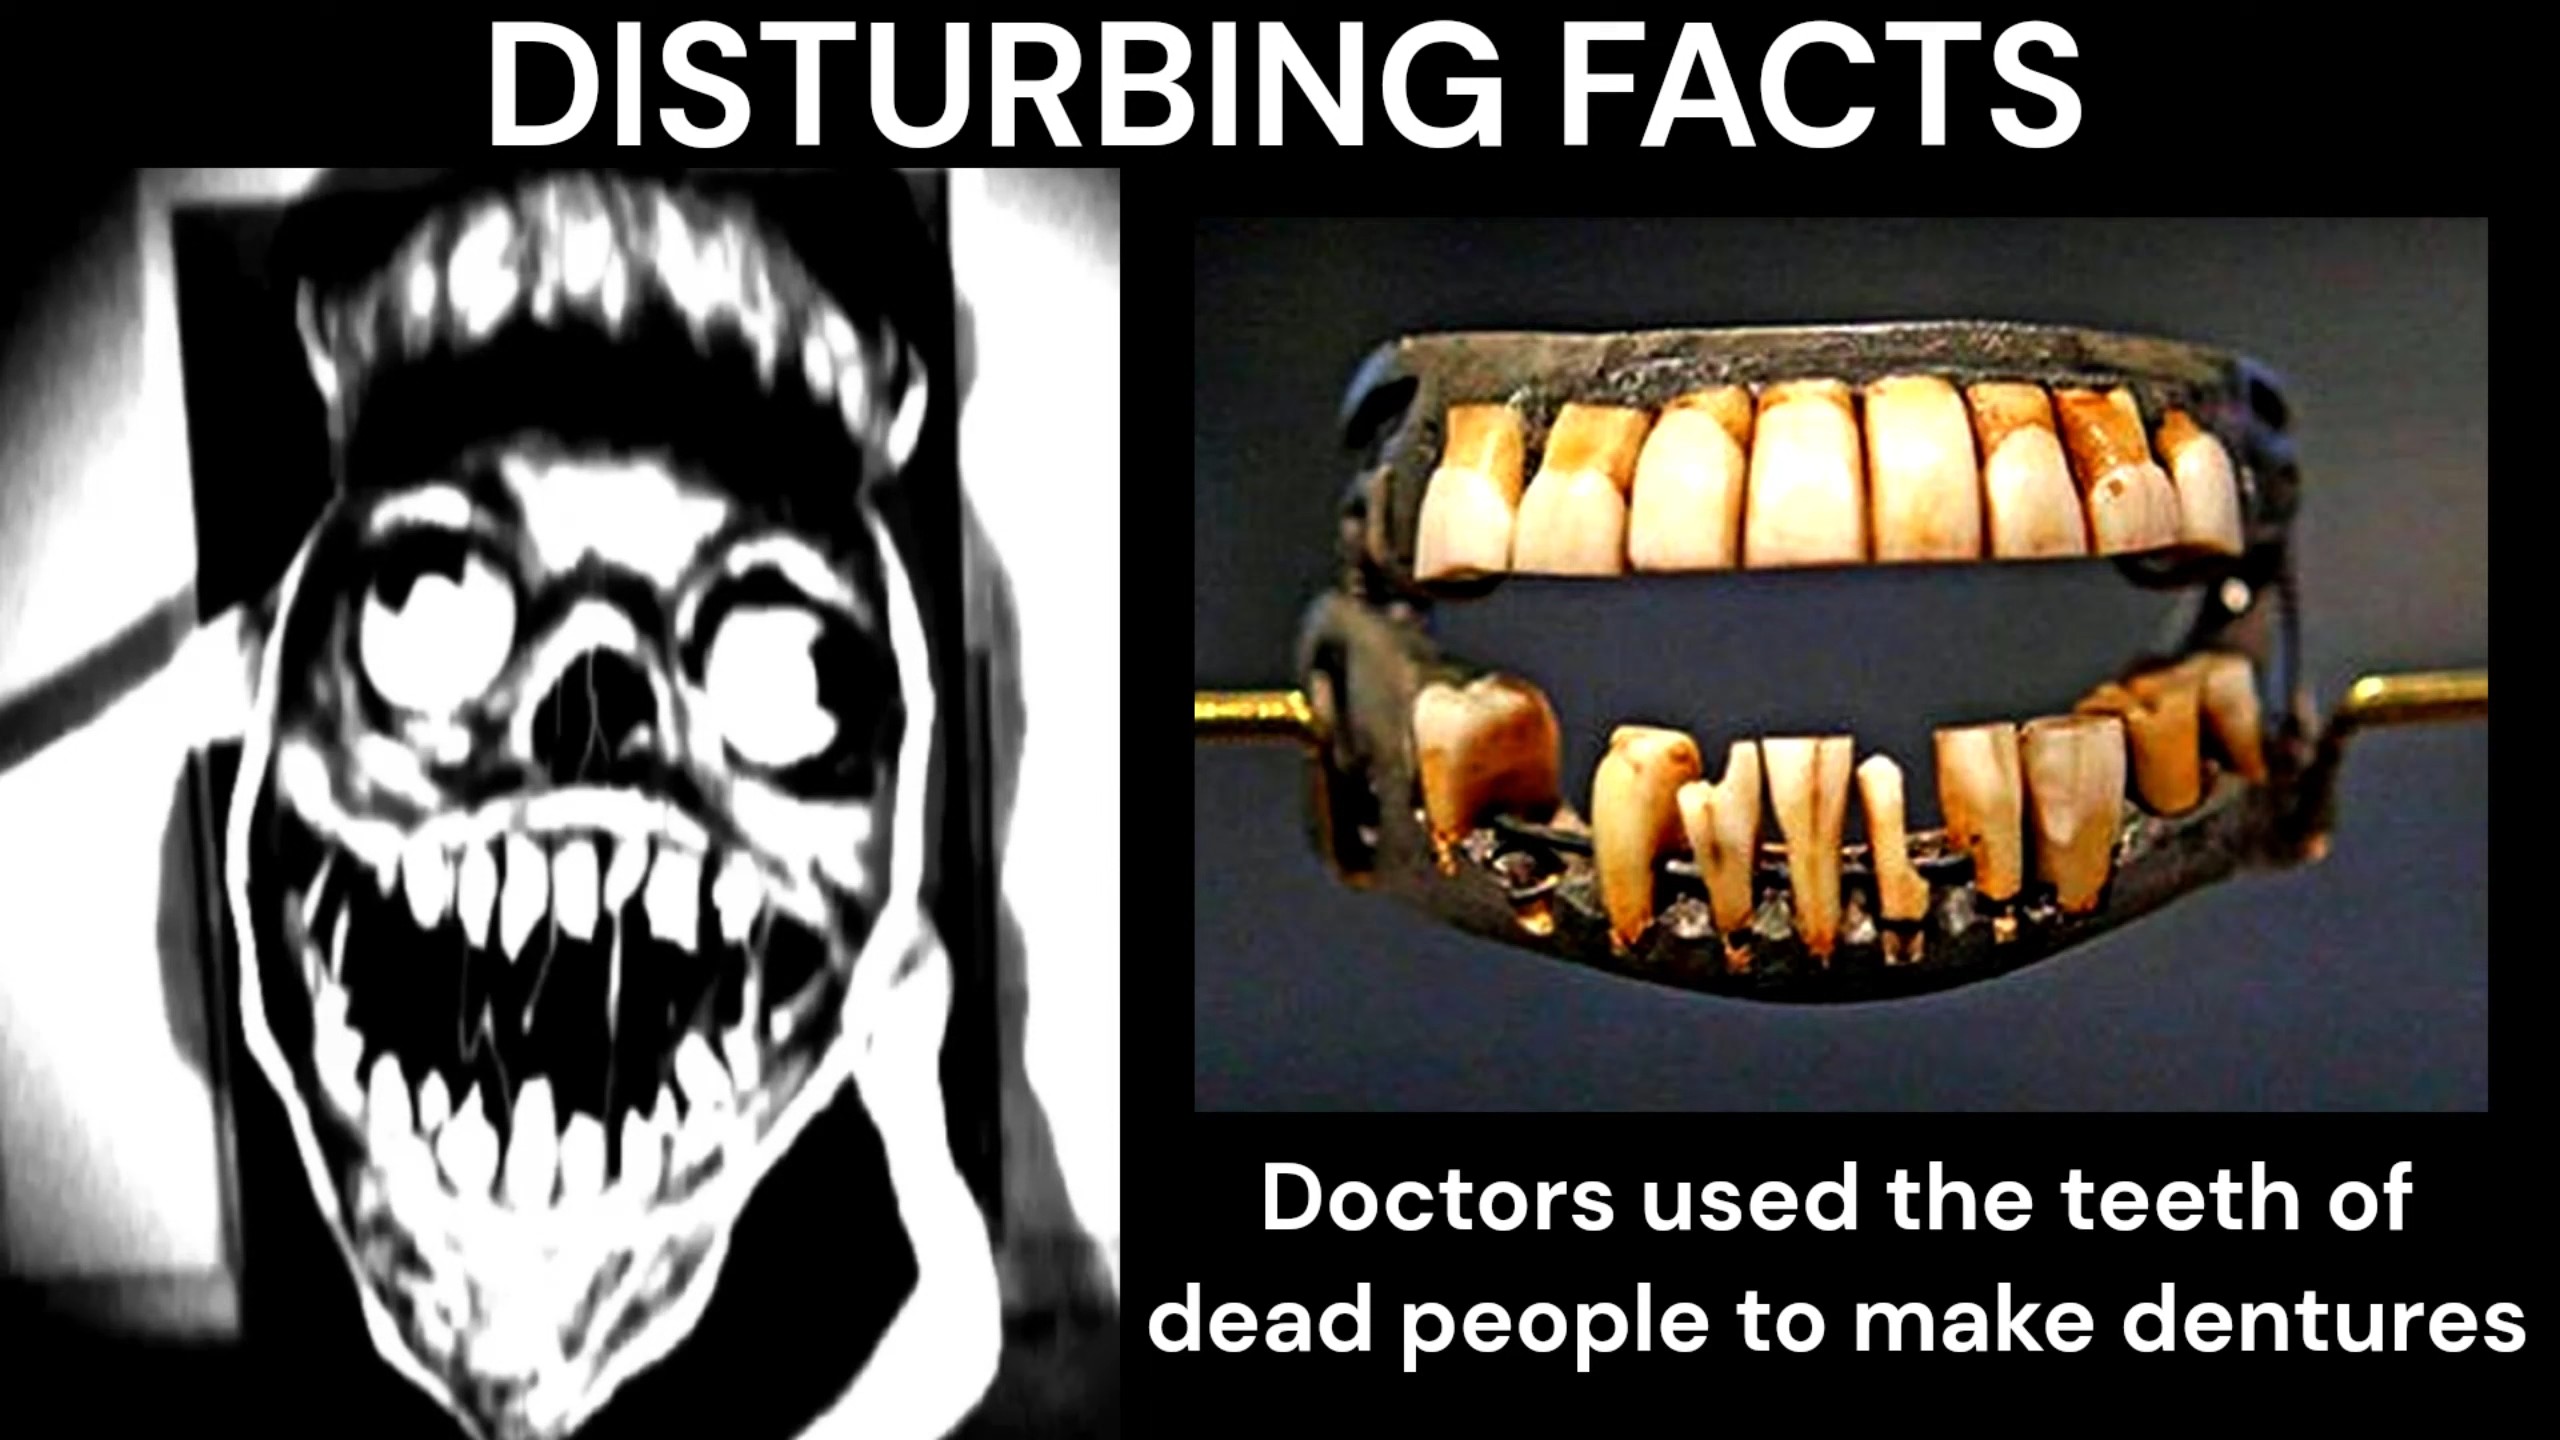 DISTURBING FACTS
Doctors used the teeth of
dead people to make dentures